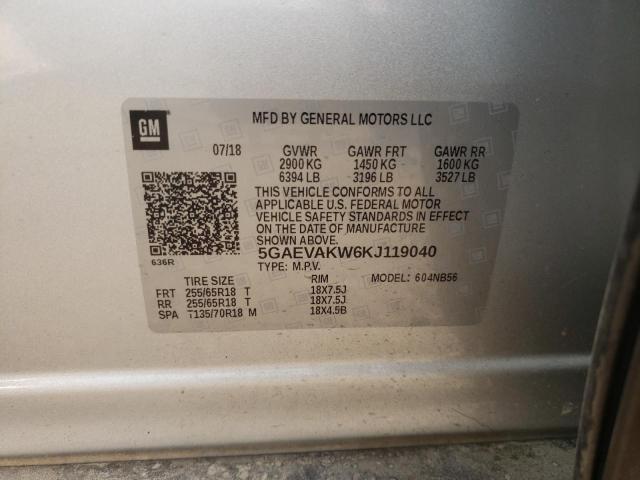 GM
MFD BY GENERAL MOTORS LLC
07/18 GVWR GAWR FRT GAWR RR
2900 KG 1450 KG 1600 KG
6394 LB 3196 LB 3527 LB
THIS VEHICLE CONFORMS TO ALL
APPLICABLE U.S. FEDERAL MOTOR
VEHICLE SAFETY STANDARDS IN EFFECT
ON THE DATE OF MANUFACTURE
SHOWN ABOVE.
636R
5GAEVAKW6KJ119040
TYPE: M.P.V. MODEL: 604NB56
TIRE SIZE RIM
FRT 255/65R18 T 18X7.5J
RR 255/65R18 T 18X7.5J
SPA T135/70R18 M 18X4.5B